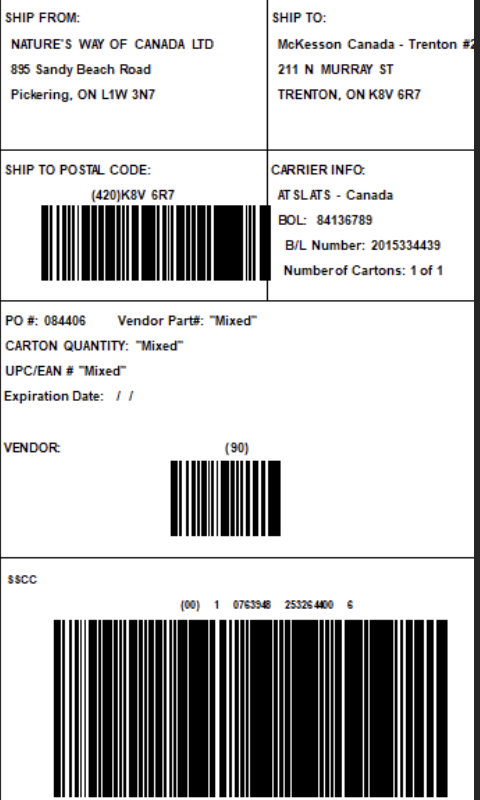 SHIP FROM:
NATURE'S WAY OF CANADA LTD
895 Sandy Beach Road
Pickering, ON L1W 3N7
SHIP TO:
McKesson Canada - Trenton #2
211 N MURRAY ST
TRENTON, ON K8V 6R7
SHIP TO POSTAL CODE:
(420)K8V 6R7
CARRIER INFO:
ATSLATS - Canada
BOL: 84136789
B/L Number: 2015334439
Number of Cartons: 1 of 1
PO #: 084406 Vendor Part#: "Mixed"
CARTON QUANTITY: "Mixed"
UPC/EAN # "Mixed"
Expiration Date: / /
VENDOR: (90)
SSCC
(00) 1 0763948 253264400 6